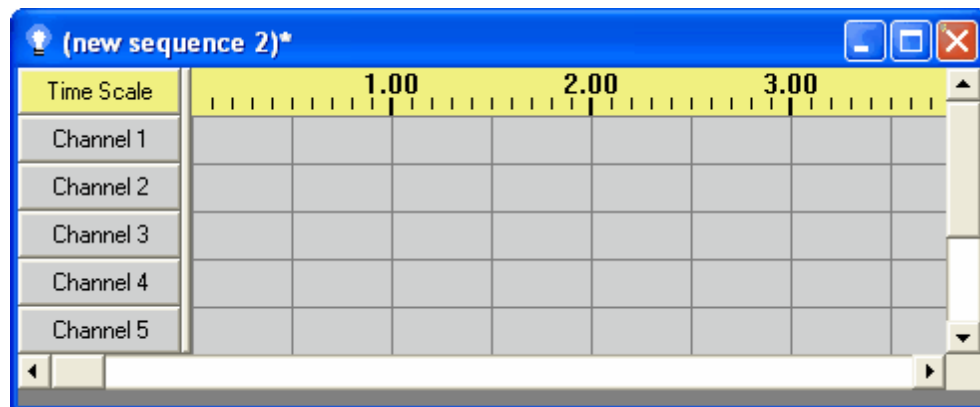 (new sequence 2)*
Time Scale 1.00 2.00 3.00
Channel 1
Channel 2
Channel 3
Channel 4
Channel 5